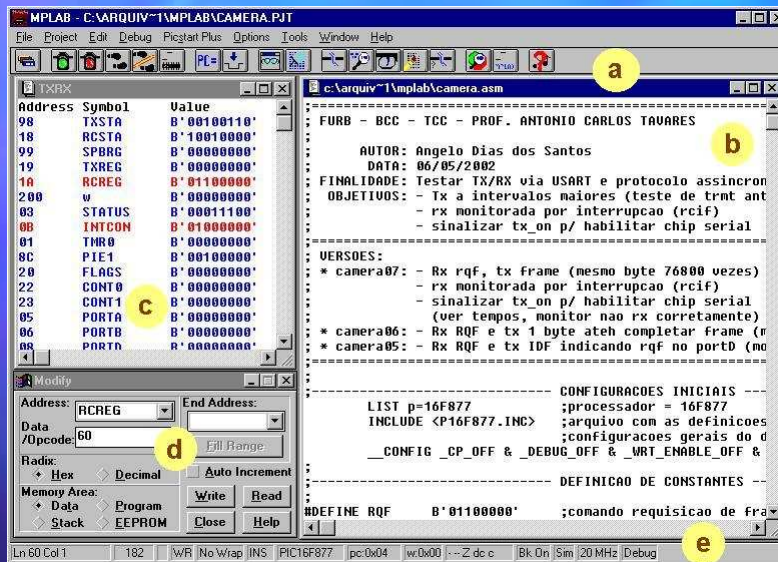 MPLAB - C:\ARQUIV~1\MPLAB\CAMERA.PJT
File Project Edit Debug Picstart Plus Options Tools Window Help
PC=
a
TXRX
Address Symbol Value
98 TXSTA B'00100110'
18 RCSTA B'10010000'
99 SPBRG B'00000000'
19 TXREG B'00000000'
1A RCREG B'01100000'
200 w B'00000000'
03 STATUS B'00011100'
0B INTCON B'01000000'
01 TMR0 B'00000000'
8C PIE1 B'00100000'
20 FLAGS B'00000000'
22 CONT0 B'00000000'
23 CONT1 B'00000000'
05 PORTA B'00000000'
06 PORTB B'00000000'
08 PORTD B'00000000'
c
Modify
Address: RCREG
End Address:
Data
/Opcode: 60
Fill Range
d
Radix:
Hex Decimal
Auto Increment
Memory Area:
Data Program
Stack EEPROM
Write Read
Close Help
c:\arquiv~1\mplab\camera.asm
;================================================
; FURB - BCC - TCC - PROF. ANTONIO CARLOS TAVARES
b
;
; AUTOR: Angelo Dias dos Santos
; DATA: 06/05/2002
; FINALIDADE: Testar TX/RX via USART e protocolo assincron
; OBJETIVOS: - Tx a intervalos maiores (teste de trmt ant
; - rx monitorada por interrupcao (rcif)
; - sinalizar tx_on p/ habilitar chip serial
;================================================
; VERSOES:
; * camera07: - Rx rqf, tx frame (mesmo byte 76800 vezes)
; - rx monitorada por interrupcao (rcif)
; - sinalizar tx_on p/ habilitar chip serial
; (ver tempos, monitor nao rx corretamente)
; * camera06: - Rx RQF e tx 1 byte ateh completar frame (m
; * camera05: - Rx RQF e tx IDF indicando rqf no portD (mo
;================================================
;
;------------------------- CONFIGURACOES INICIAIS --
LIST p=16F877 ;processador = 16F877
INCLUDE <P16F877.INC> ;arquivo com as definicoes
;configuracoes gerais do d
__CONFIG _CP_OFF & _DEBUG_OFF & _WRT_ENABLE_OFF &
;
;------------------------- DEFINICAO DE CONSTANTES --
;
#DEFINE RQF B'01100000' ;comando requisicao de fra
e
Ln 60 Col 1 182 WR No Wrap INS PIC16F877 pc:0x04 w:0x00 --Z dc c Bk On Sim 20 MHz Debug